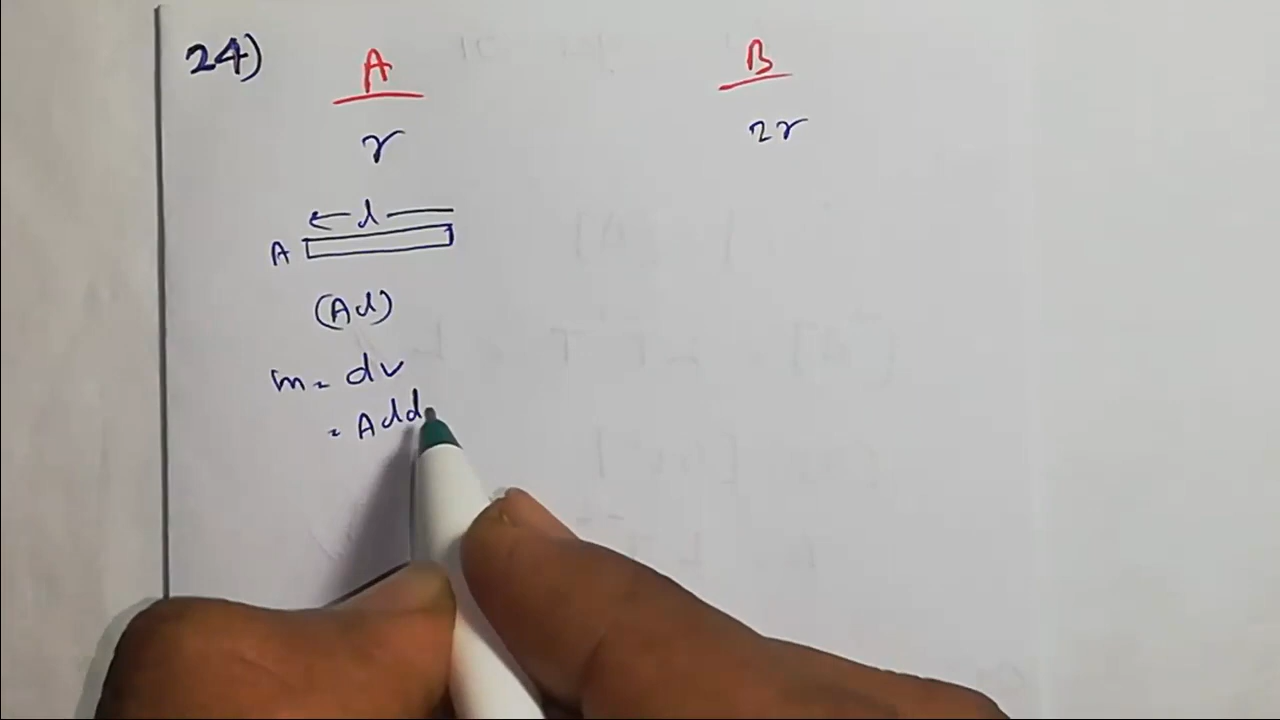 24)
A B
r 2r
← l —
A
(Al)
m = dv
= Ald